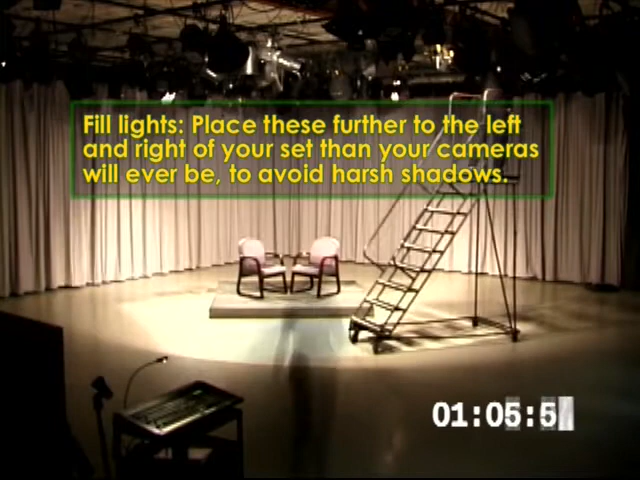 Fill lights: Place these further to the left
and right of your set than your cameras
will ever be, to avoid harsh shadows.
01:05:5